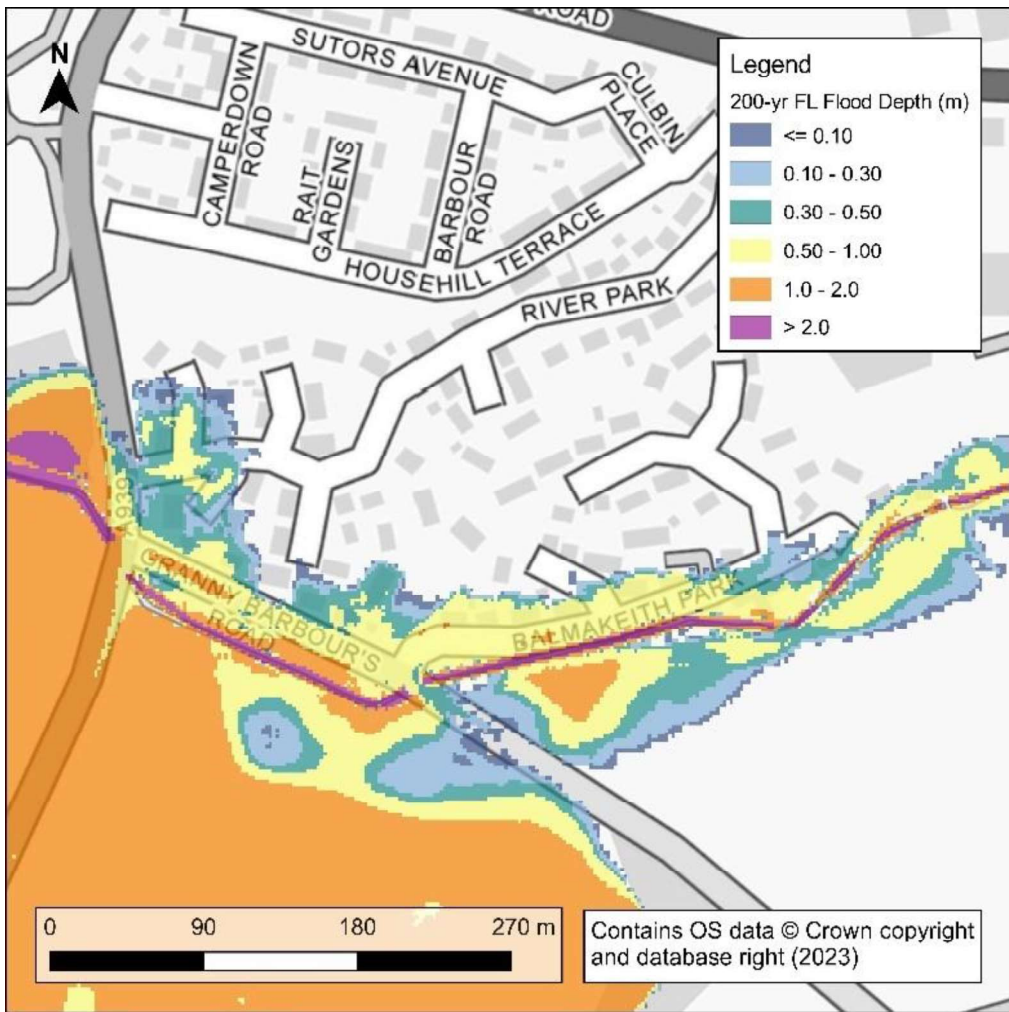 ROAD
N
SUTORS AVENUE
CULBIN
PLACE
CAMPERDOWN
ROAD
RAIT
GARDENS
BARBOUR
ROAD
HOUSEHILL TERRACE
RIVER PARK
Legend
200-yr FL Flood Depth (m)
<= 0.10
0.10 - 0.30
0.30 - 0.50
0.50 - 1.00
1.0 - 2.0
> 2.0
A939
GRANNY BARBOUR'S
ROAD
BALMAKEITH PARK
0 90 180 270 m
Contains OS data © Crown copyright
and database right (2023)